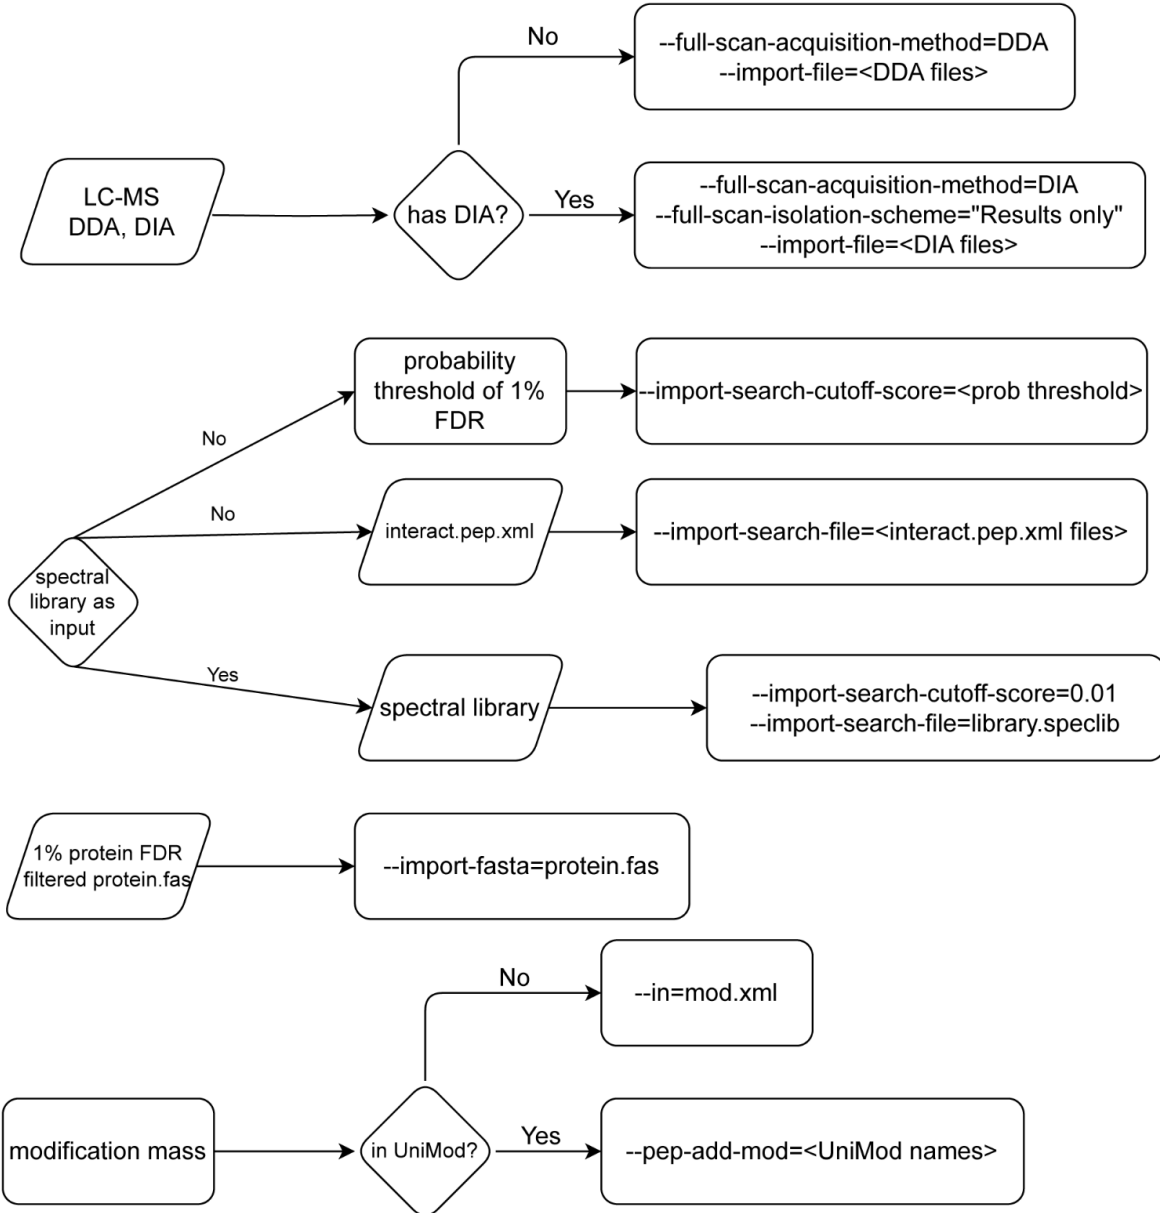 No
--full-scan-acquisition-method=DDA
--import-file=<DDA files>
LC-MS
DDA, DIA
has DIA?
Yes
--full-scan-acquisition-method=DIA
--full-scan-isolation-scheme="Results only"
--import-file=<DIA files>
probability
threshold of 1%
FDR
--import-search-cutoff-score=<prob threshold>
No
No
interact.pep.xml
--import-search-file=<interact.pep.xml files>
spectral
library as
input
Yes
spectral library
--import-search-cutoff-score=0.01
--import-search-file=library.speclib
1% protein FDR
filtered protein.fas
--import-fasta=protein.fas
No
--in=mod.xml
modification mass
in UniMod?
Yes
--pep-add-mod=<UniMod names>